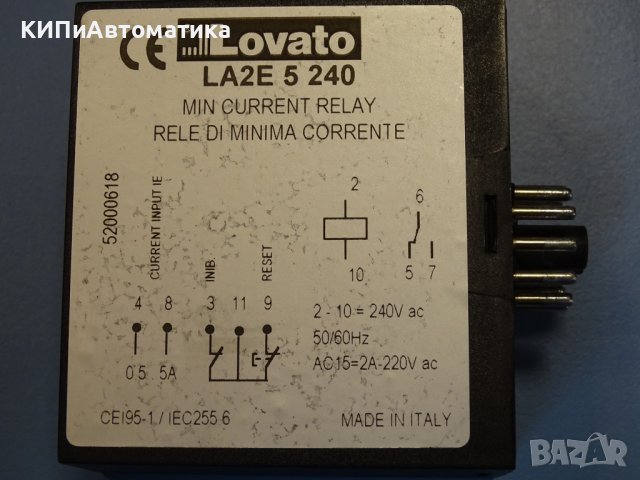 КИПиАвтоматика
CE Lovato
LA2E 5 240
MIN CURRENT RELAY
RELE DI MINIMA CORRENTE
52000618
CURRENT INPUT IE
INIB.
RESET
2
6
10
5 7
4 8 3 11 9
0.5 5A
2 - 10 = 240V ac
50/60Hz
AC15=2A-220V ac
CEI95-1 / IEC255 6
MADE IN ITALY
BAZAR